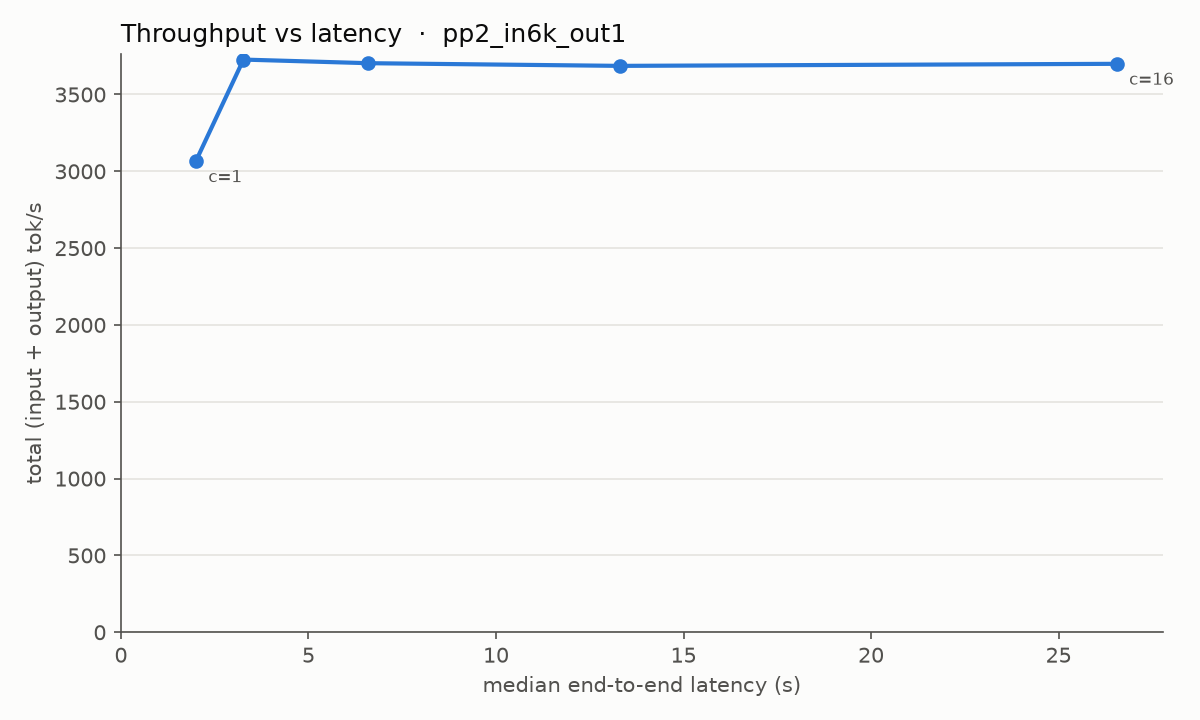 Throughput vs latency · pp2_in6k_out1
total (input + output) tok/s
3500
3000
2500
2000
1500
1000
500
0
c=1
c=16
0 5 10 15 20 25
median end-to-end latency (s)